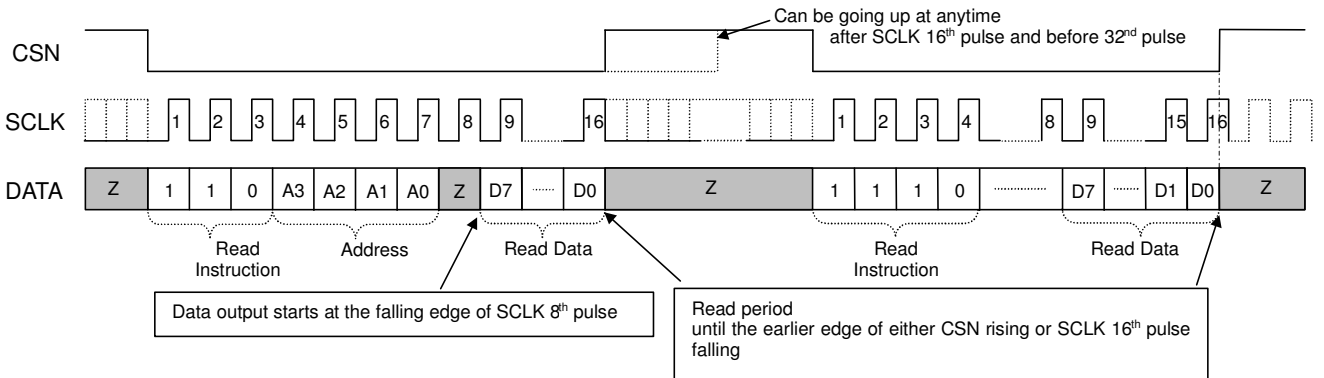 Can be going up at anytime
after SCLK 16th pulse and before 32nd pulse
CSN
SCLK 1 2 3 4 5 6 7 8 9 16 1 2 3 4 8 9 15 16
DATA Z 1 1 0 A3 A2 A1 A0 Z D7 ...... D0 Z 1 1 1 0 .............. D7 ...... D1 D0 Z
Read Instruction
Address
Read Data
Read Instruction
Read Data
Data output starts at the falling edge of SCLK 8th pulse
Read period
until the earlier edge of either CSN rising or SCLK 16th pulse
falling